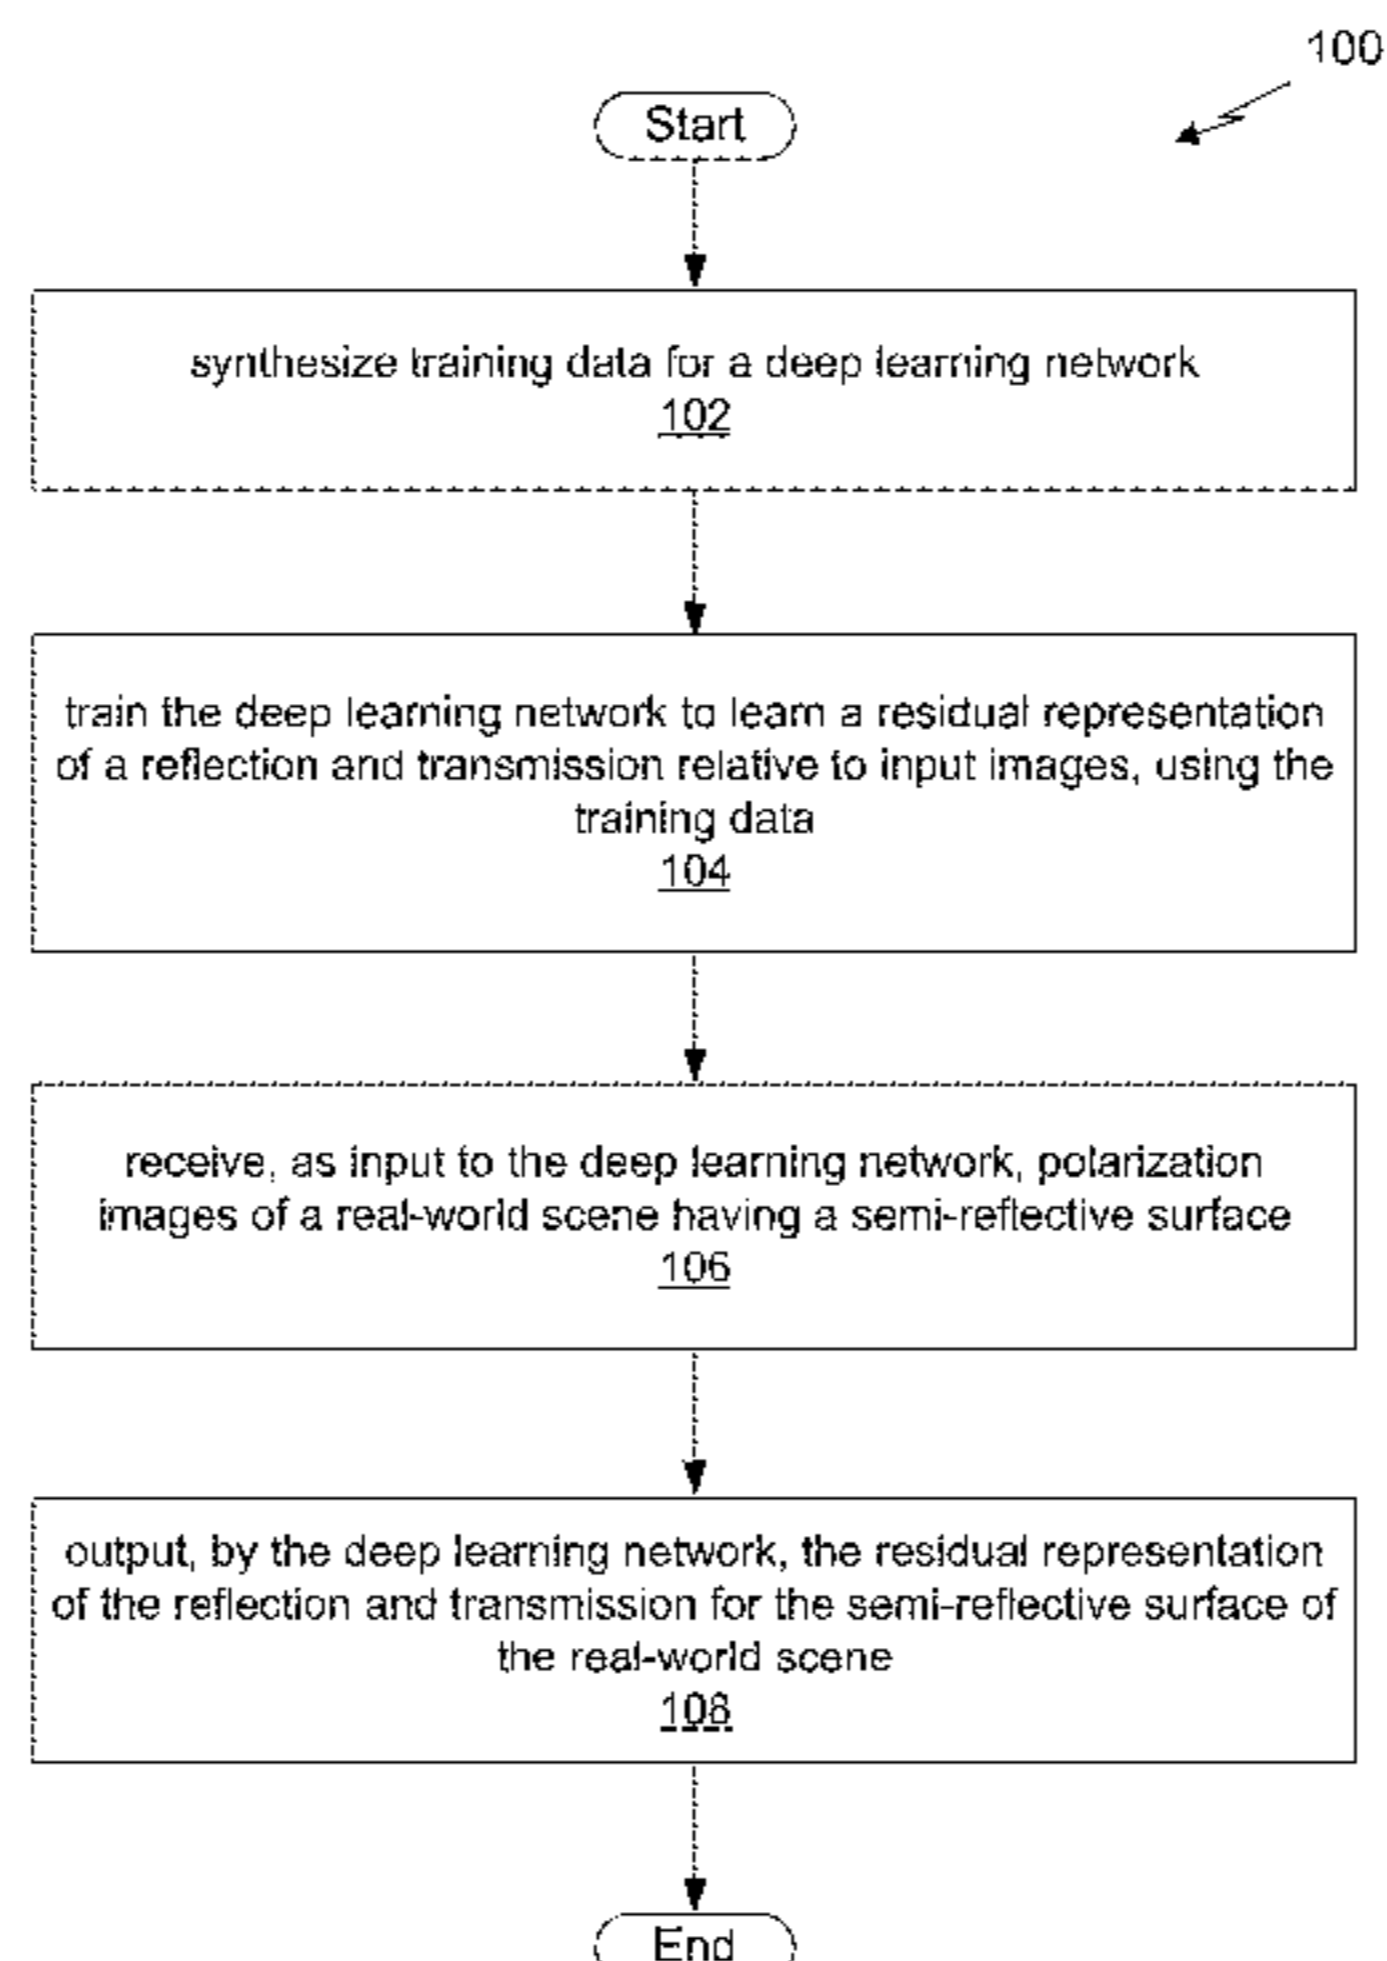 100
Start
synthesize training data for a deep learning network
102
train the deep learning network to learn a residual representation
of a reflection and transmission relative to input images, using the
training data
104
receive, as input to the deep learning network, polarization
images of a real-world scene having a semi-reflective surface
106
output, by the deep learning network, the residual representation
of the reflection and transmission for the semi-reflective surface of
the real-world scene
108
End